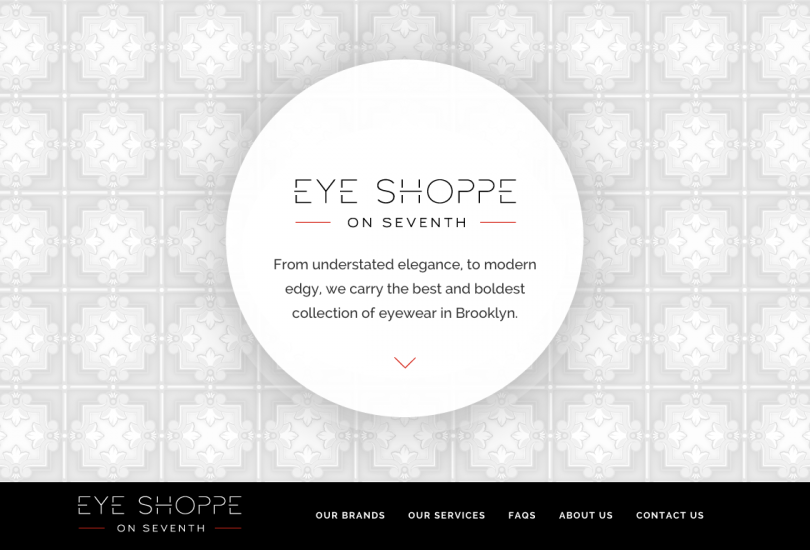 EYE SHOPPE
ON SEVENTH
From understated elegance, to modern
edgy, we carry the best and boldest
collection of eyewear in Brooklyn.
EYE SHOPPE
ON SEVENTH
OUR BRANDS OUR SERVICES FAQS ABOUT US CONTACT US